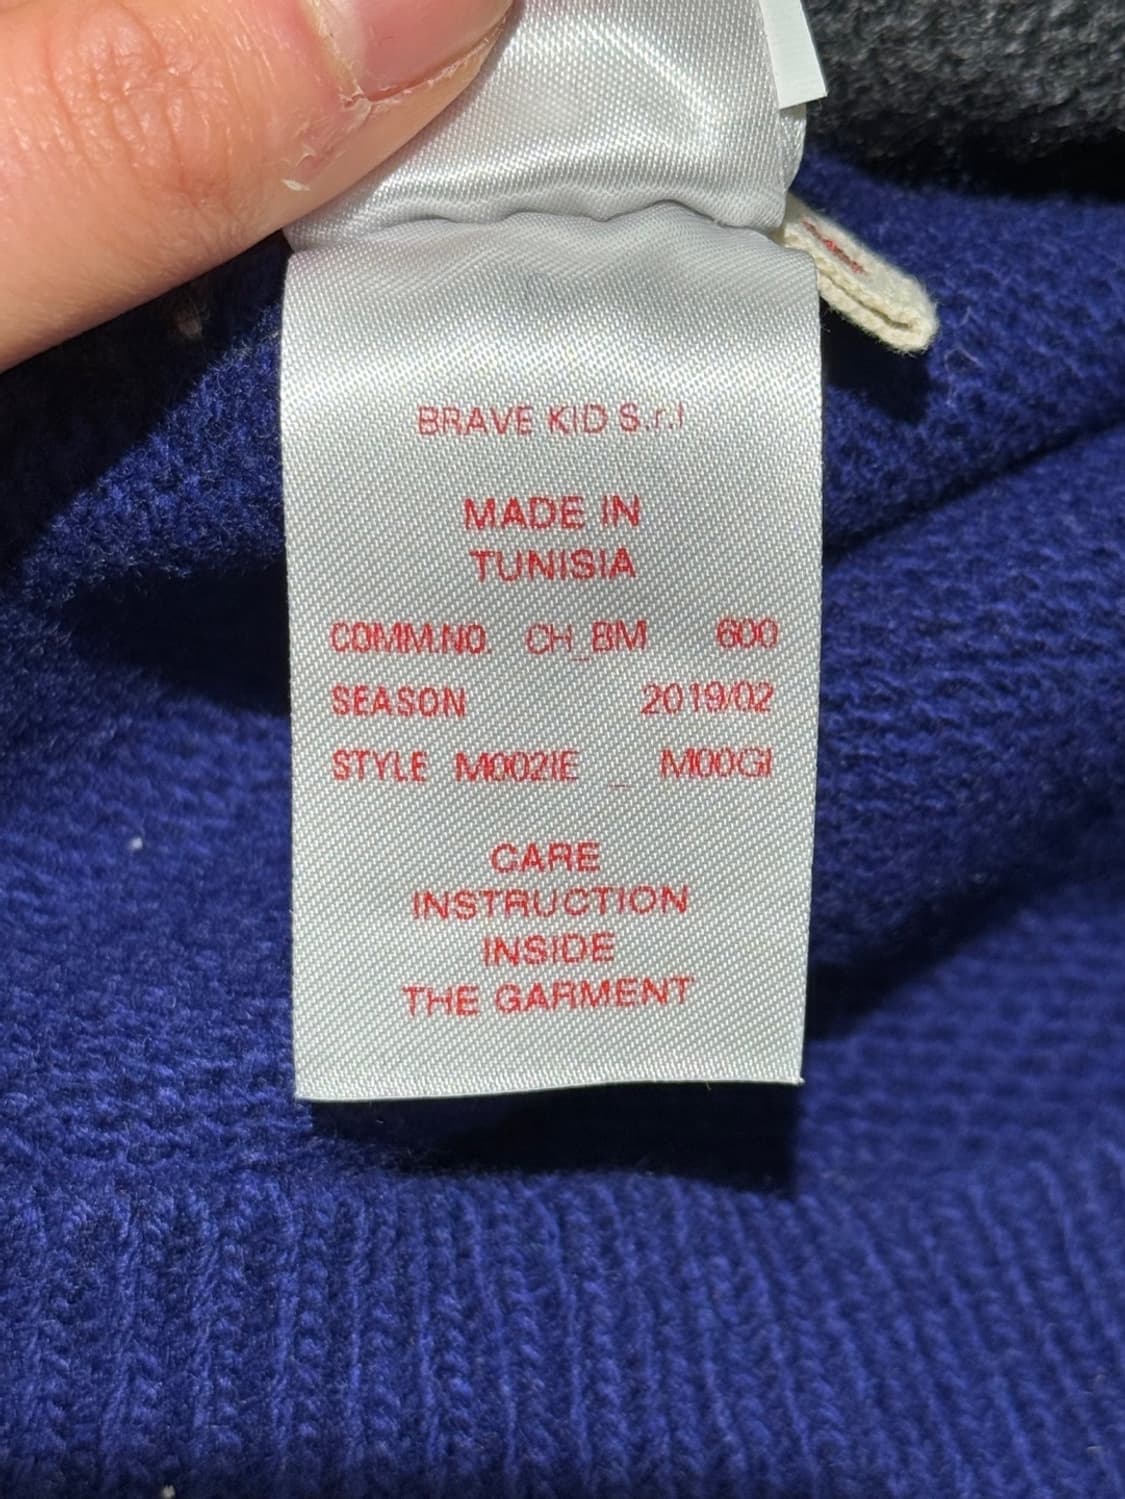 BRAVE KID S.r.l
MADE IN
TUNISIA
COMM.NO. CH_BM 600
SEASON 2019/02
STYLE M002IE _ M00GI
CARE
INSTRUCTION
INSIDE
THE GARMENT